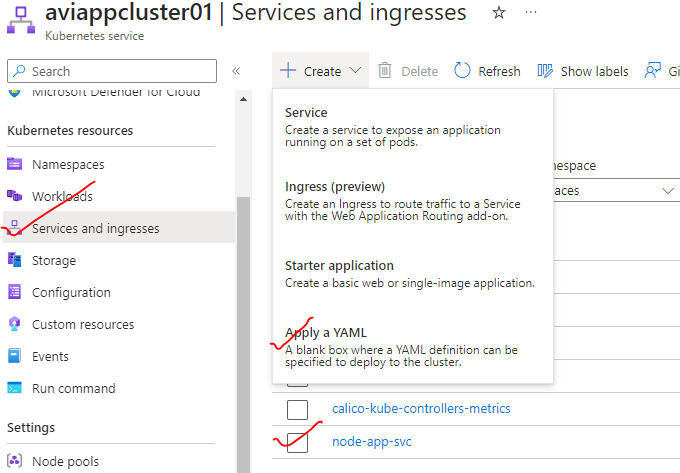 aviappcluster01 | Services and ingresses
Kubernetes service
Search
Create
Delete
Refresh
Show labels
Microsoft Defender for Cloud
Kubernetes resources
Namespaces
Workloads
Services and ingresses
Storage
Configuration
Custom resources
Events
Run command
Settings
Node pools
Service
Create a service to expose an application
running on a set of pods.
Ingress (preview)
Create an Ingress to route traffic to a Service
with the Web Application Routing add-on.
Starter application
Create a basic web or single-image application.
Apply a YAML
A blank box where a YAML definition can be
specified to deploy to the cluster.
calico-kube-controllers-metrics
node-app-svc